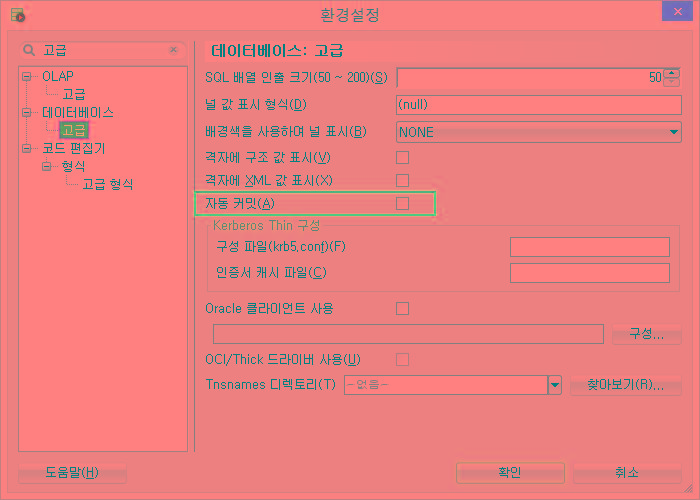 환경설정
고급
데이터베이스: 고급
OLAP
고급
데이터베이스
고급
코드 편집기
형식
고급 형식
SQL 배열 인출 크기(50 ~ 200)(S)
50
널 값 표시 형식(D)
(null)
배경색을 사용하여 널 표시(B)
NONE
격자에 구조 값 표시(V)
격자에 XML 값 표시(X)
자동 커밋(A)
Kerberos Thin 구성
구성 파일(krb5.conf)(F)
인증서 캐시 파일(C)
Oracle 클라이언트 사용
구성...
OCI/Thick 드라이버 사용(U)
Tnsnames 디렉토리(T)
-없음-
찾아보기(R)...
도움말(H)
확인
취소